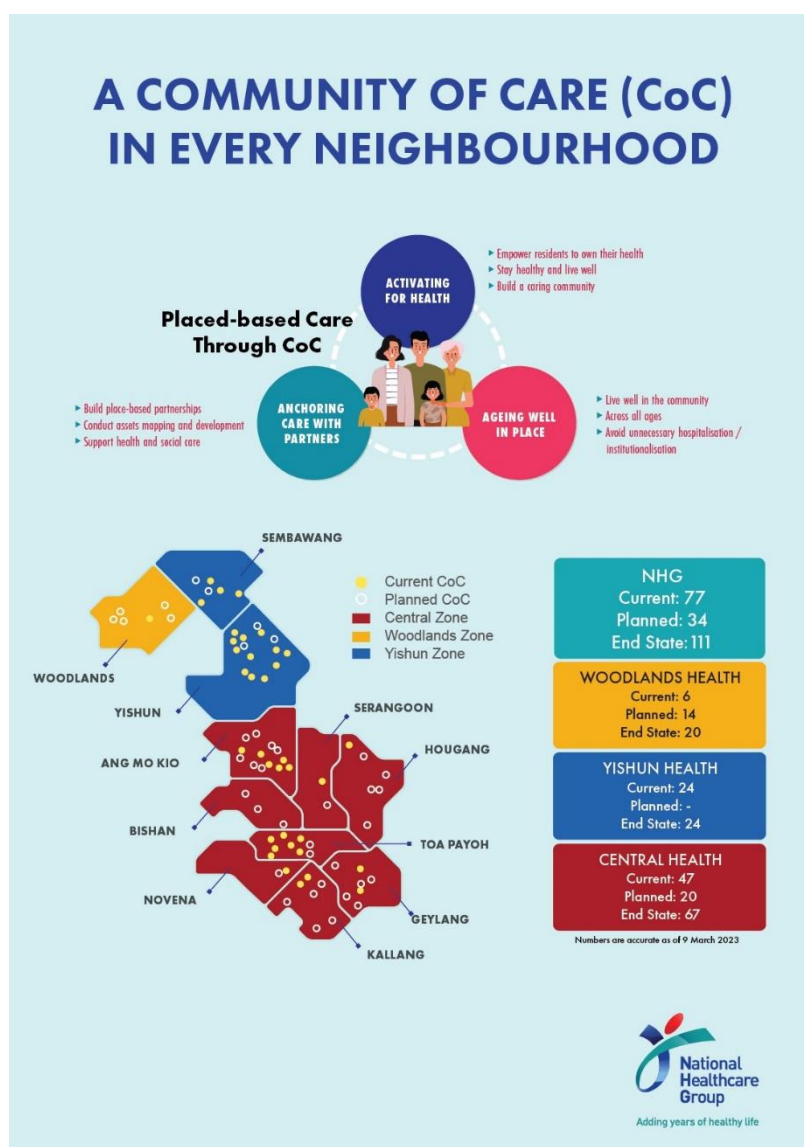 A COMMUNITY OF CARE (CoC)
IN EVERY NEIGHBOURHOOD
ACTIVATING
FOR HEALTH
▸ Empower residents to own their health
▸ Stay healthy and live well
▸ Build a caring community
Placed-based Care
Through CoC
▸ Build place-based partnerships
▸ Conduct assets mapping and development
▸ Support health and social care
ANCHORING
CARE WITH
PARTNERS
AGEING WELL
IN PLACE
▸ Live well in the community
▸ Across all ages
▸ Avoid unnecessary hospitalisation /
institutionalisation
SEMBAWANG
WOODLANDS
YISHUN
SERANGOON
ANG MO KIO
HOUGANG
BISHAN
TOA PAYOH
NOVENA
GEYLANG
KALLANG
Current CoC
Planned CoC
Central Zone
Woodlands Zone
Yishun Zone
NHG
Current: 77
Planned: 34
End State: 111
WOODLANDS HEALTH
Current: 6
Planned: 14
End State: 20
YISHUN HEALTH
Current: 24
Planned: -
End State: 24
CENTRAL HEALTH
Current: 47
Planned: 20
End State: 67
Numbers are accurate as of 9 March 2023
National
Healthcare
Group
Adding years of healthy life